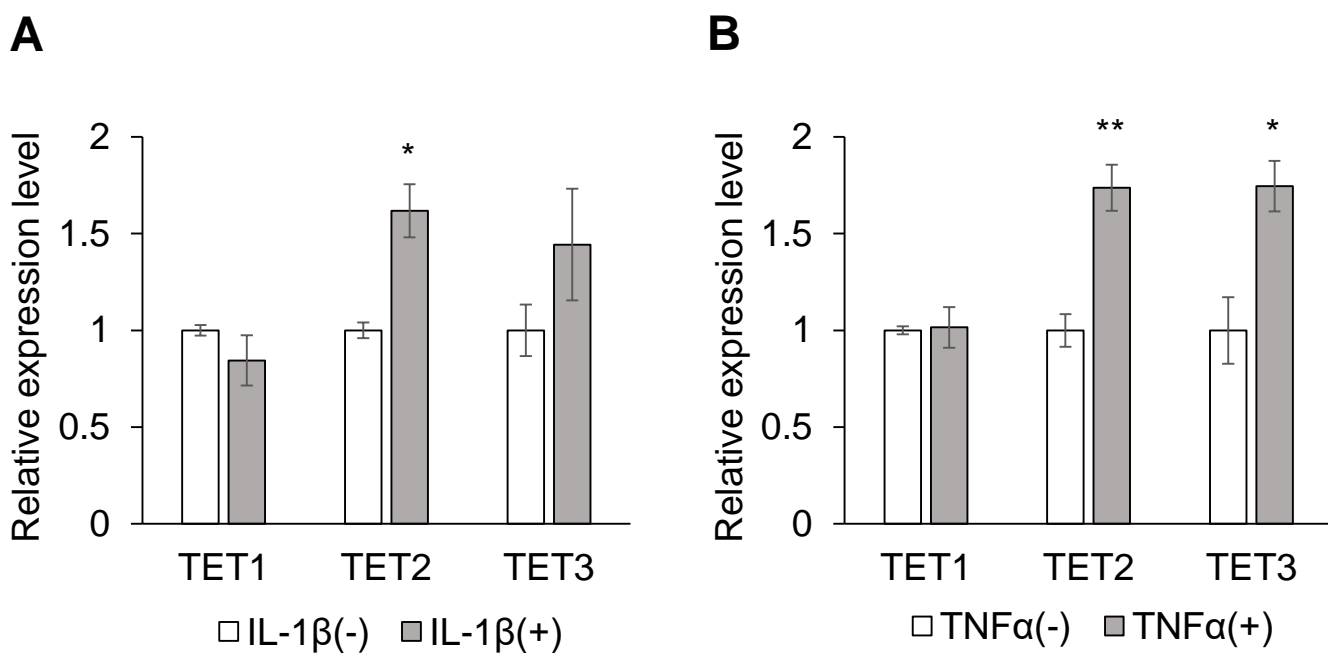 A
Relative expression level
2
1.5
1
0.5
0
*
TET1 TET2 TET3
IL-1β(-) IL-1β(+)
B
Relative expression level
2
1.5
1
0.5
0
** *
TET1 TET2 TET3
TNFα(-) TNFα(+)